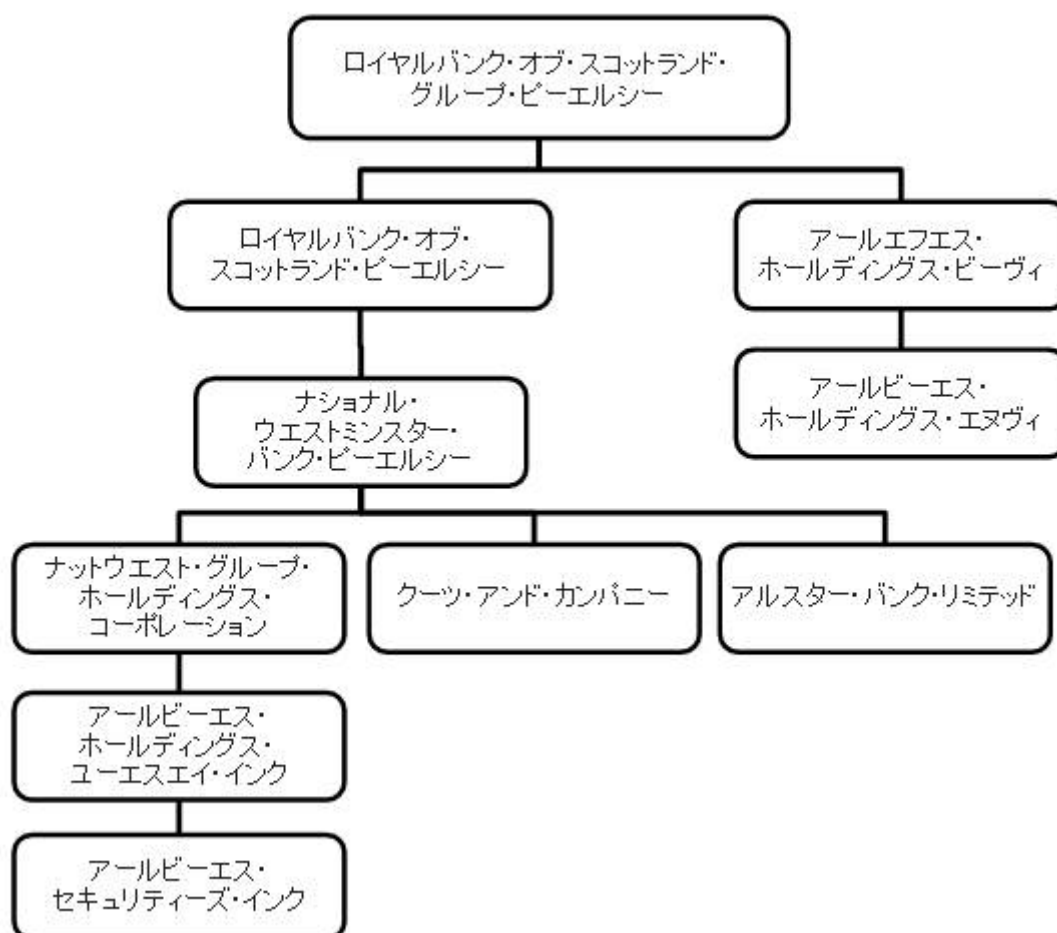 ロイヤルバンク・オブ・スコットランド・
グループ・ピーエルシー
ロイヤルバンク・オブ・
スコットランド・ピーエルシー
アールエフエス・
ホールディングス・ビーヴィ
ナショナル・
ウエストミンスター・
バンク・ピーエルシー
アールビーエス・
ホールディングス・エヌヴィ
ナットウエスト・グループ・
ホールディングス・
コーポレーション
クーツ・アンド・カンパニー
アルスター・バンク・リミテッド
アールビーエス・
ホールディングス・
ユーエスエイ・インク
アールビーエス・
セキュリティーズ・インク